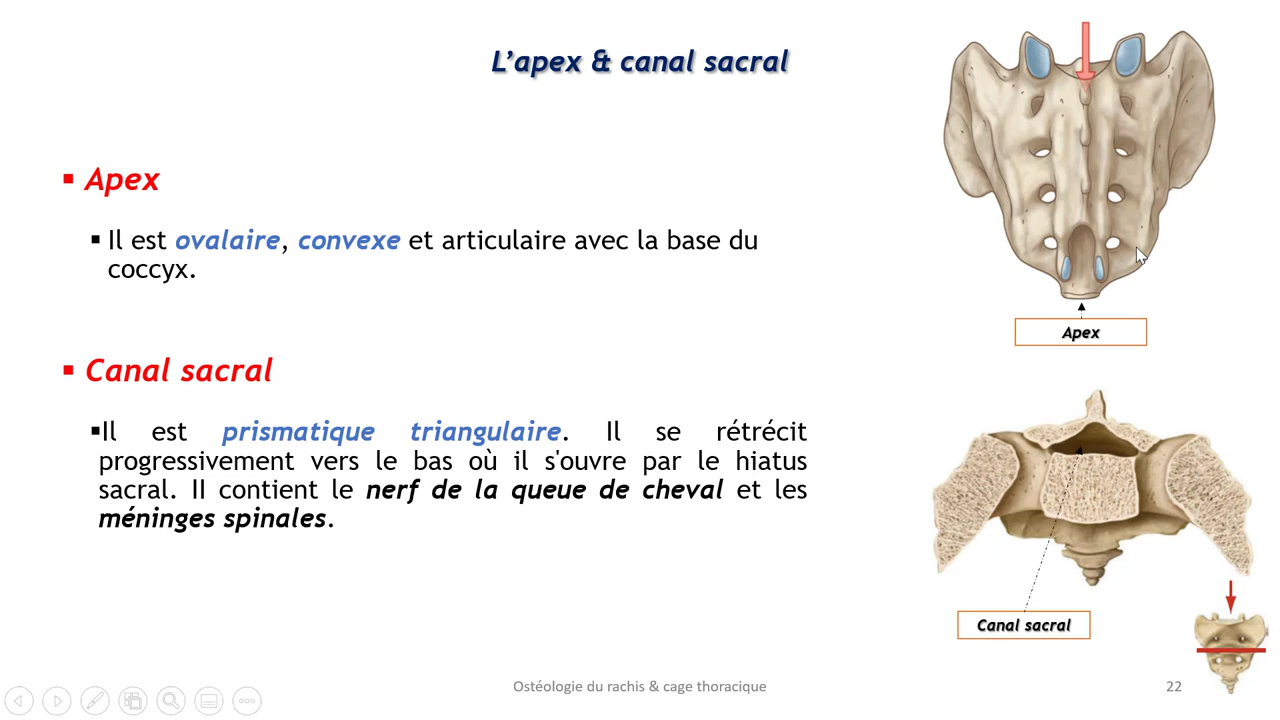 L'apex & canal sacral
▪ Apex
▪ Il est ovalaire, convexe et articulaire avec la base du
coccyx.
Apex
▪ Canal sacral
▪Il est prismatique triangulaire. Il se rétrécit
progressivement vers le bas où il s'ouvre par le hiatus
sacral. II contient le nerf de la queue de cheval et les
méninges spinales.
Canal sacral
Ostéologie du rachis & cage thoracique
22